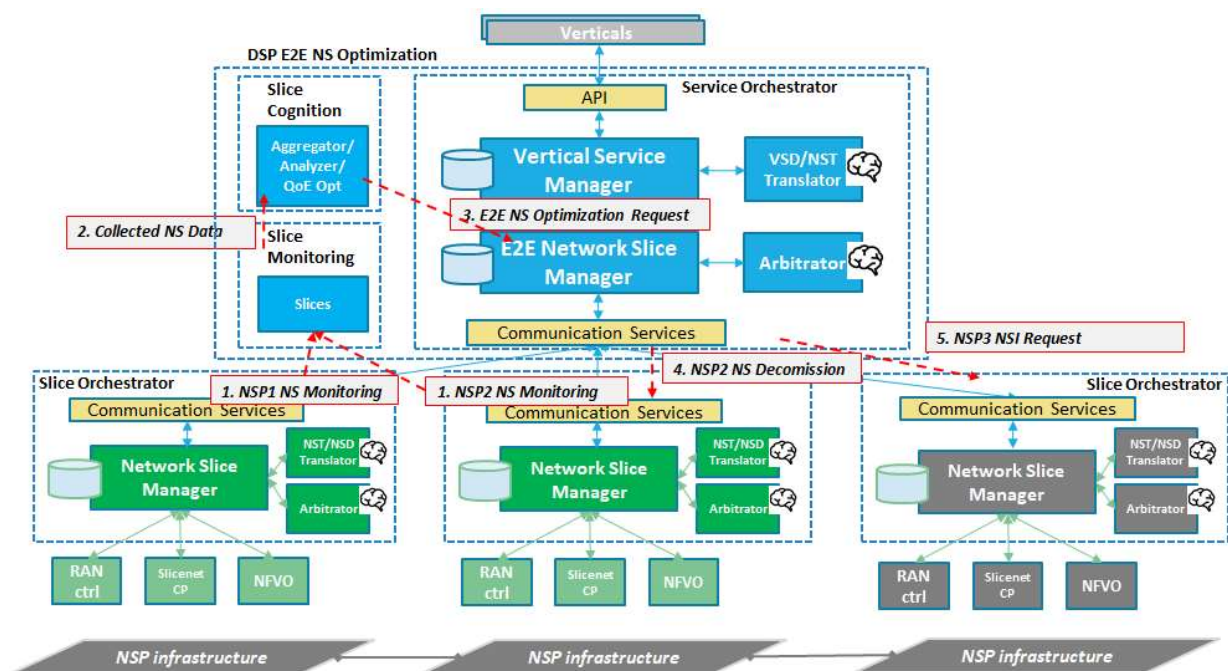 Verticals
DSP E2E NS Optimization
Slice
Cognition
Service Orchestrator
API
Aggregator/
Analyzer/
QoE Opt
Vertical Service
Manager
VSD/NST
Translator
2. Collected NS Data
3. E2E NS Optimization Request
Slice
Monitoring
E2E Network Slice
Manager
Arbitrator
Slices
Communication Services
5. NSP3 NSI Request
4. NSP2 NS Decomission
Slice Orchestrator
1. NSP1 NS Monitoring
1. NSP2 NS Monitoring
Slice Orchestrator
Communication Services
Communication Services
Communication Services
Network Slice
Manager
NST/NSD
Translator
Arbitrator
Network Slice
Manager
NST/NSD
Translator
Arbitrator
Network Slice
Manager
NST/NSD
Translator
Arbitrator
RAN
ctrl
Slicenet
CP
NFVO
RAN
ctrl
Slicenet
CP
NFVO
RAN
ctrl
Slicenet
CP
NFVO
NSP infrastructure
NSP infrastructure
NSP infrastructure